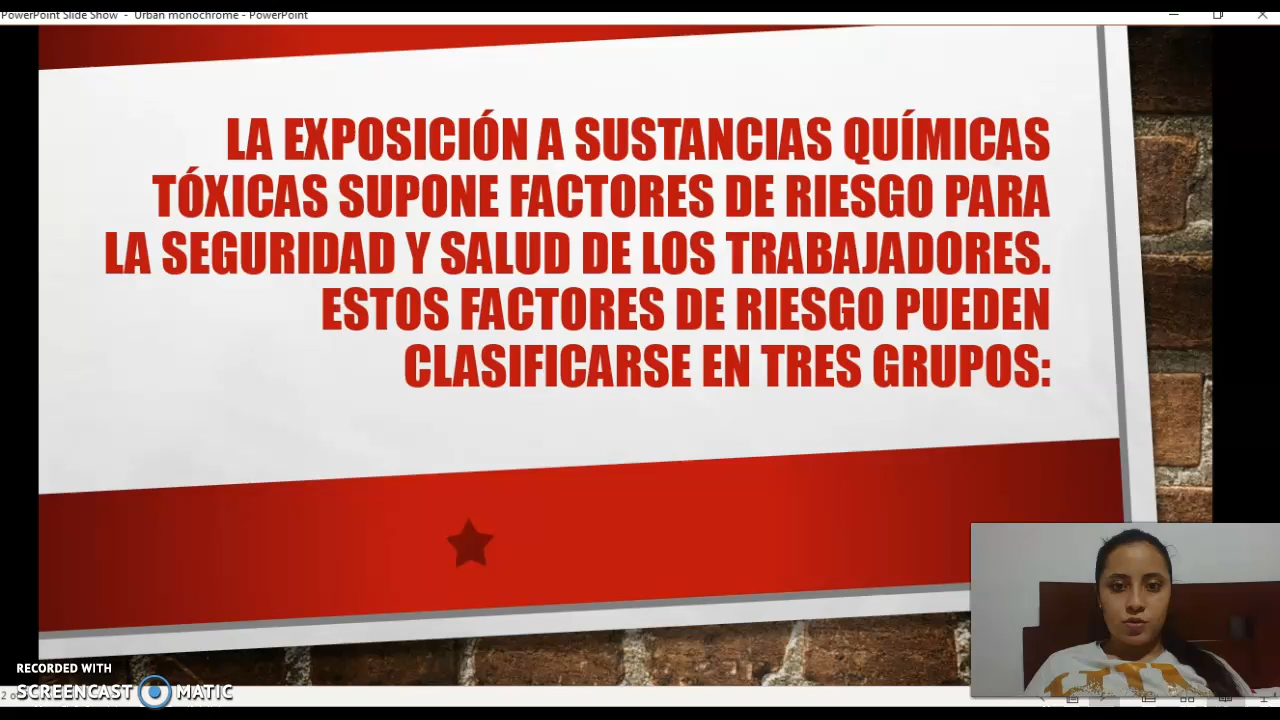 PowerPoint Slide Show - Urban monochrome - PowerPoint
LA EXPOSICIÓN A SUSTANCIAS QUÍMICAS
TÓXICAS SUPONE FACTORES DE RIESGO PARA
LA SEGURIDAD Y SALUD DE LOS TRABAJADORES.
ESTOS FACTORES DE RIESGO PUEDEN
CLASIFICARSE EN TRES GRUPOS:
RECORDED WITH
SCREENCAST MATIC